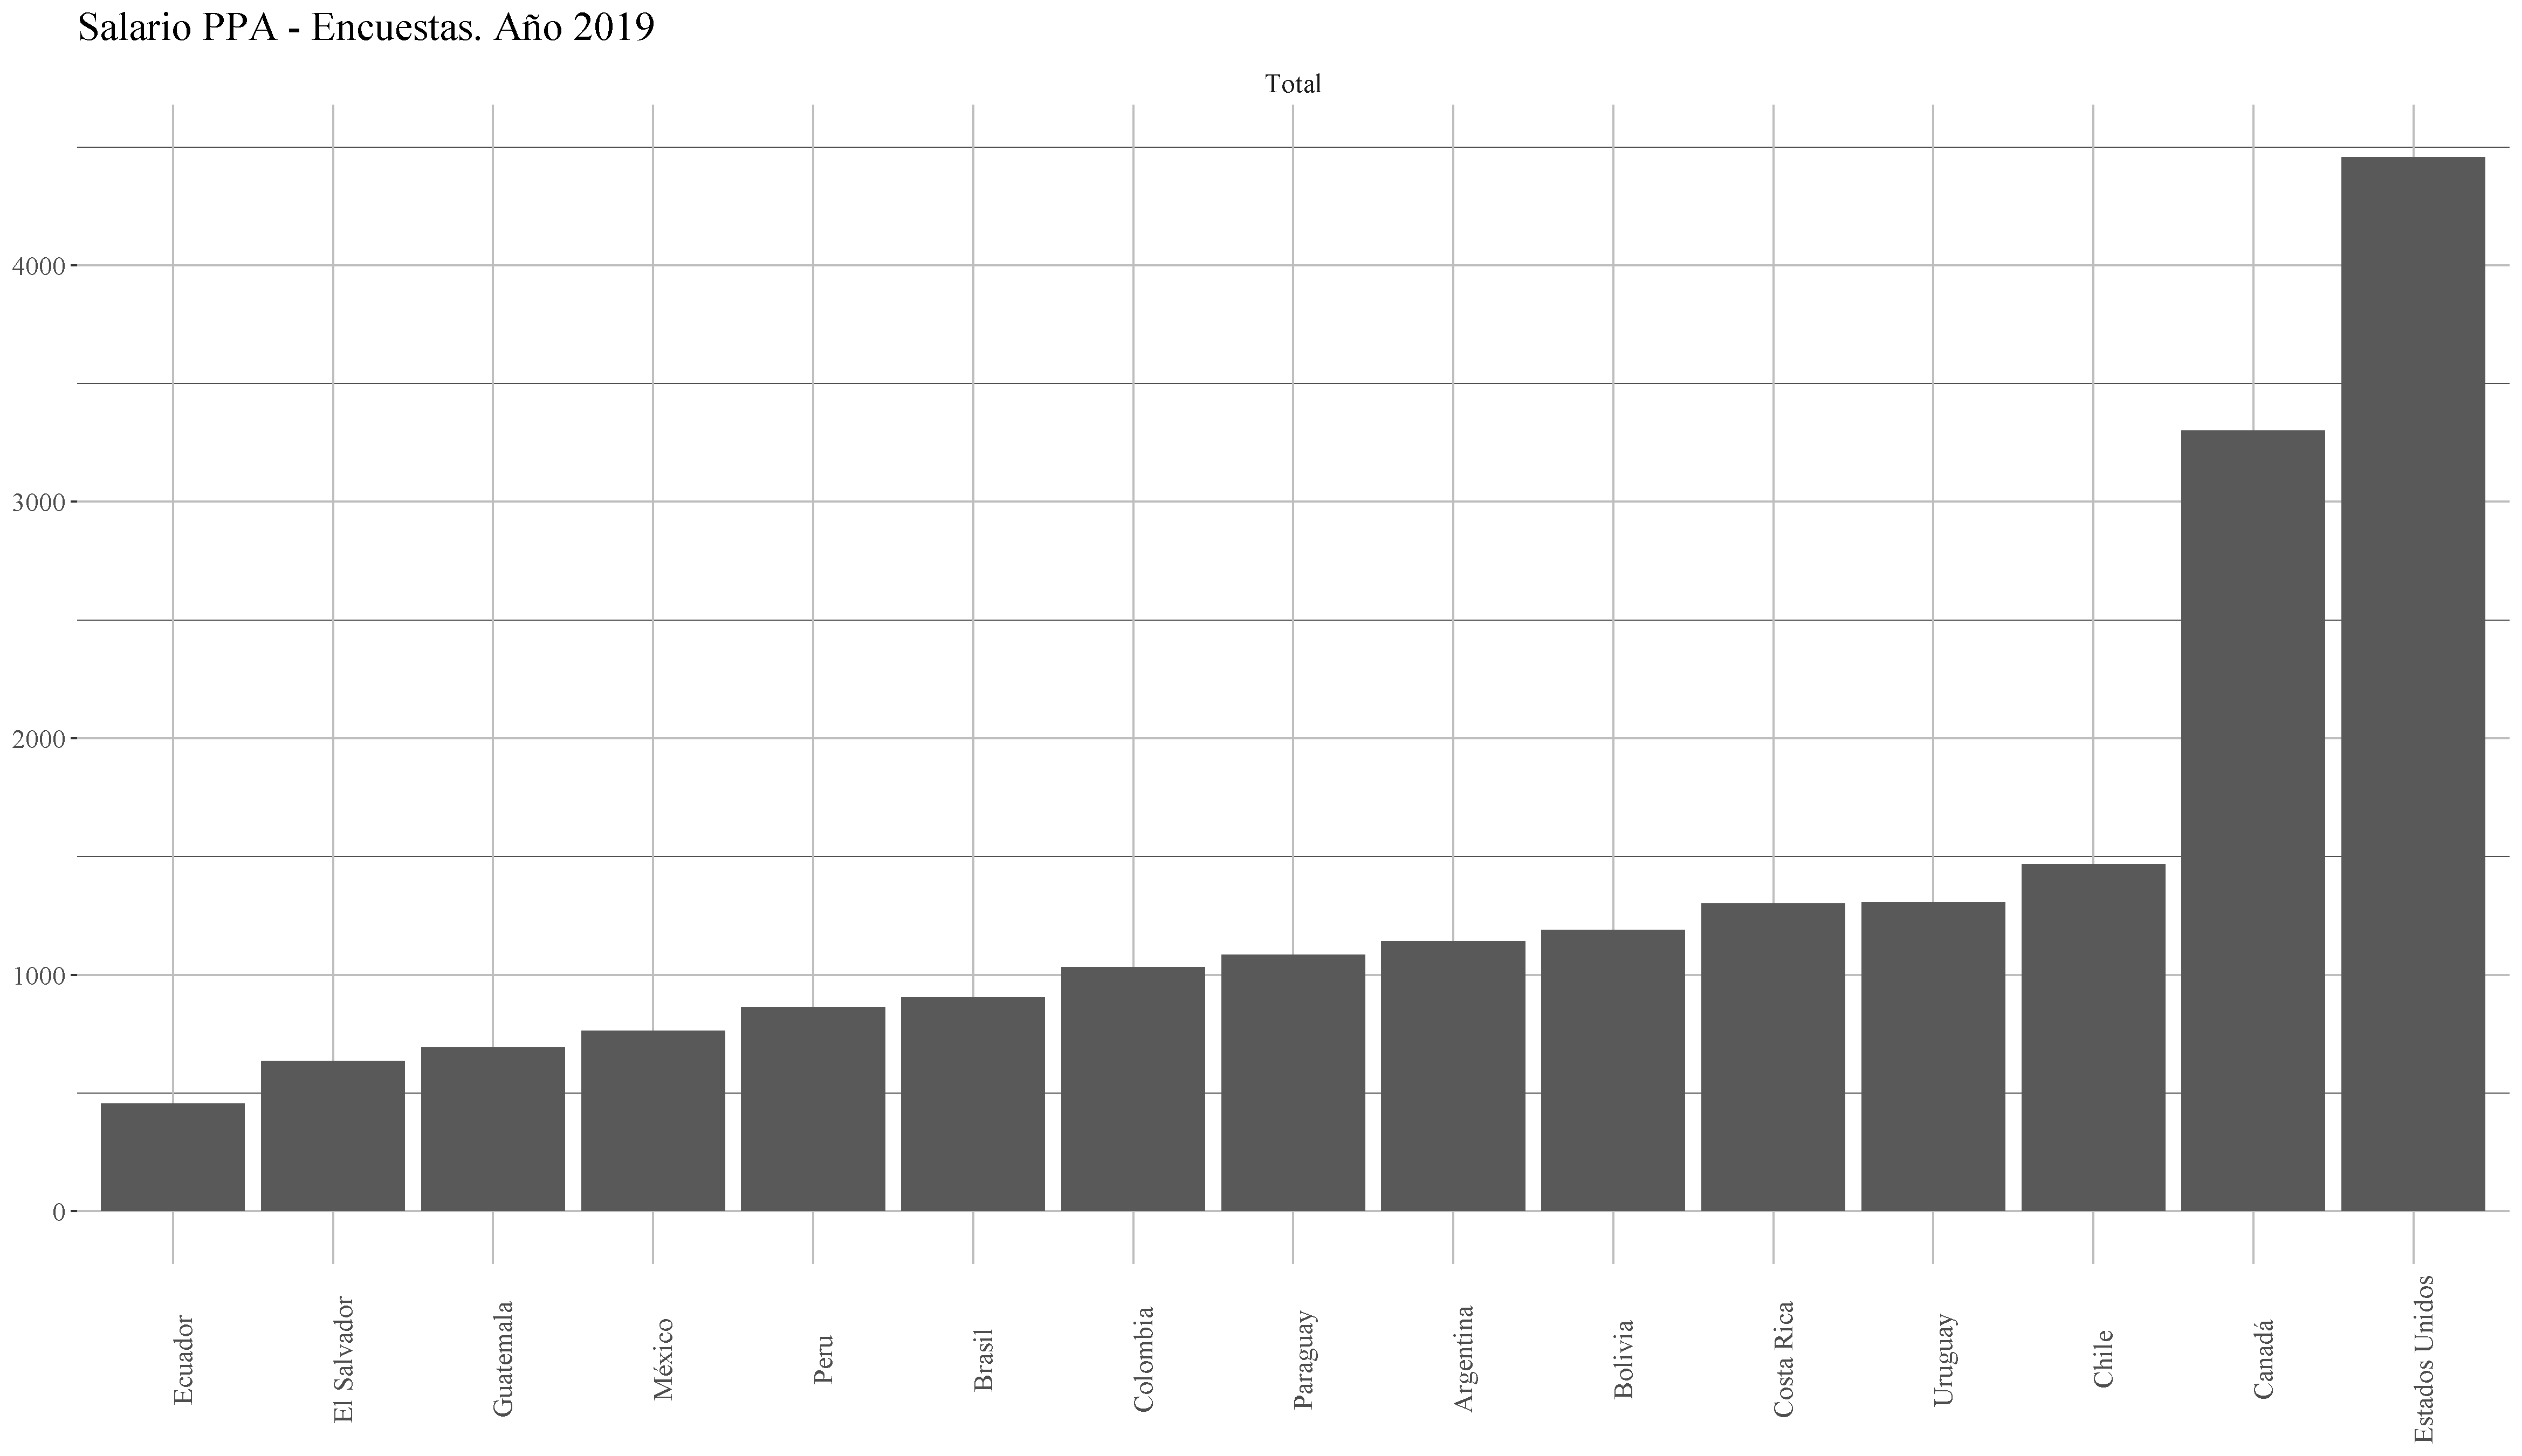 Salario PPA - Encuestas. Año 2019
Total
4000
3000
2000
1000
0
Ecuador
El Salvador
Guatemala
México
Peru
Brasil
Colombia
Paraguay
Argentina
Bolivia
Costa Rica
Uruguay
Chile
Canadá
Estados Unidos